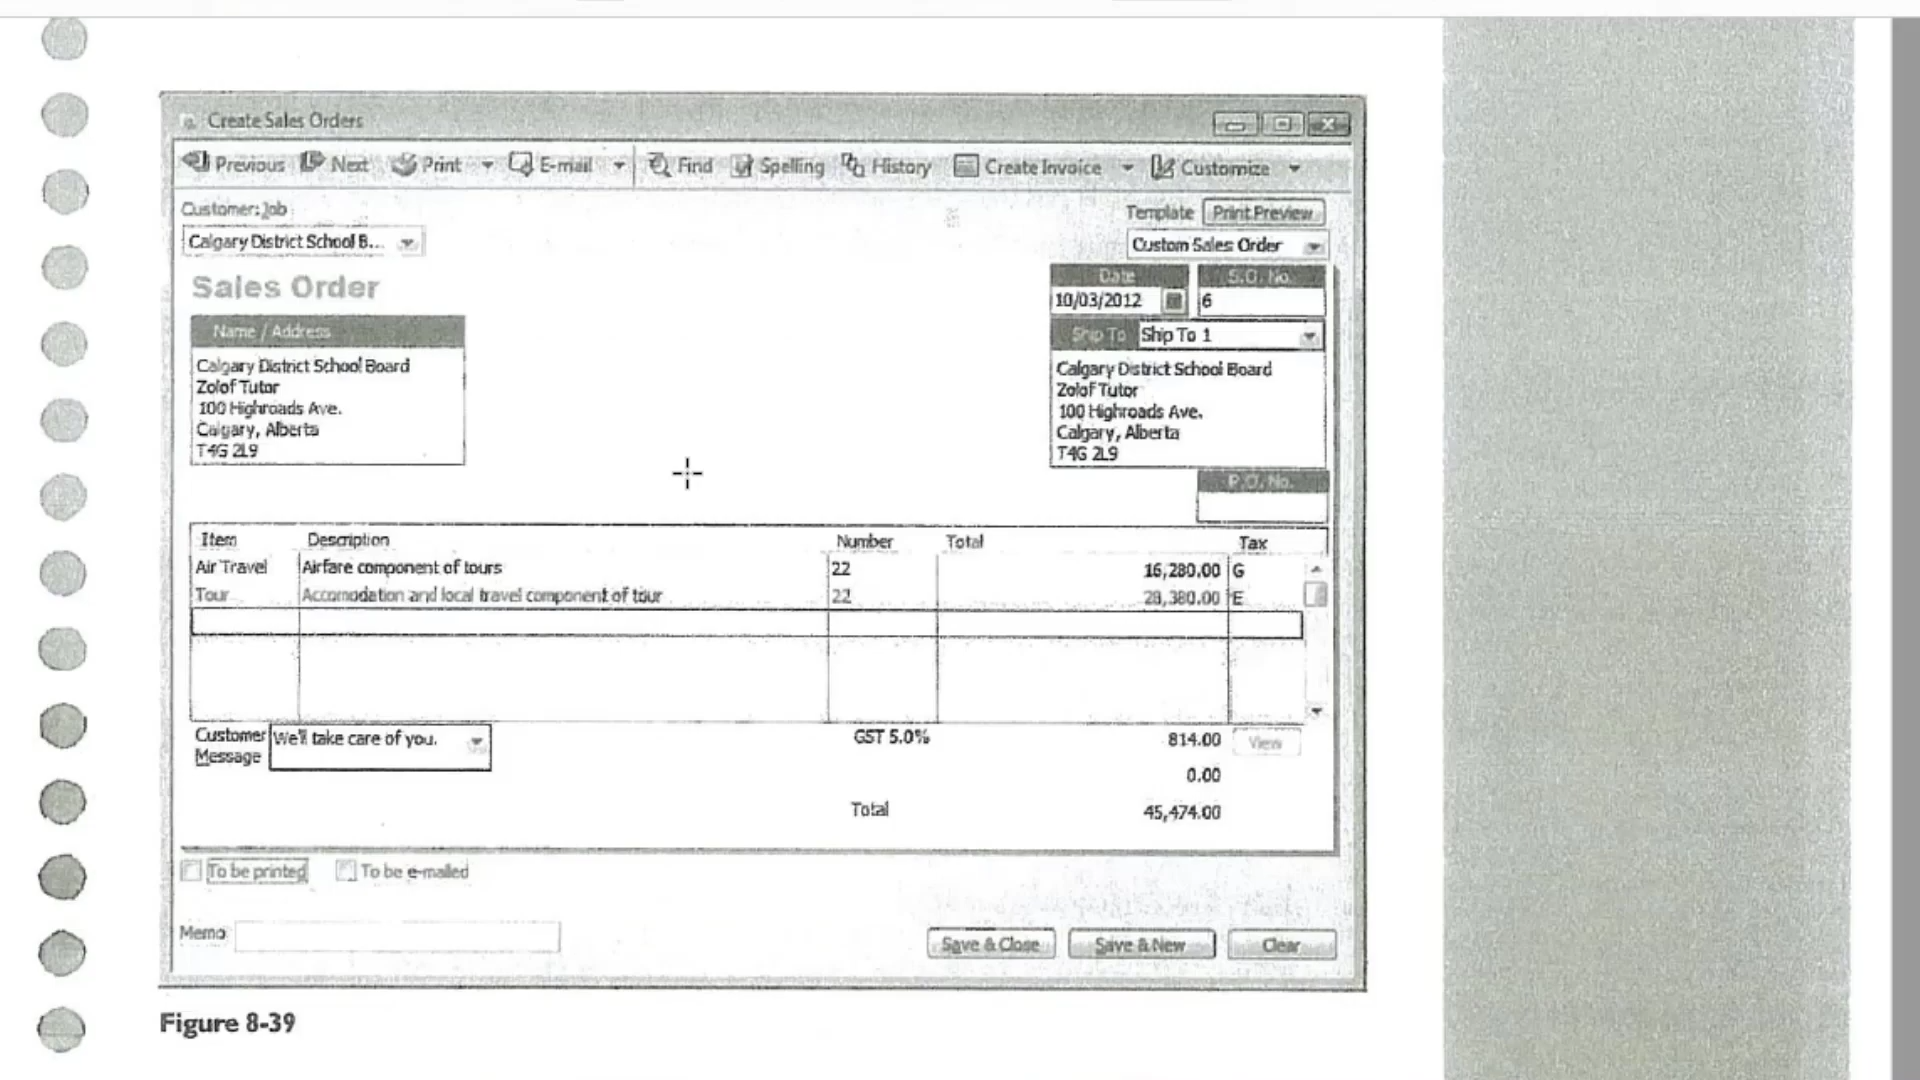 Create Sales Orders
Previous Next Print E-mail Find Spelling History Create Invoice Customize
Customer:Job
Template Print Preview
Calgary District School B...
Custom Sales Order
Sales Order
Date S.O. No.
10/03/2012 6
Name / Address
Ship To Ship To 1
Calgary District School Board
Zolof Tutor
100 Highroads Ave.
Calgary, Alberta
T4G 2L9
Calgary District School Board
Zolof Tutor
100 Highroads Ave.
Calgary, Alberta
T4G 2L9
P.O. No.
Item Description Number Total Tax
Air Travel Airfare component of tours 22 16,280.00 G
Tour Accomodation and local travel component of tour 22 28,380.00 E
Customer
Message
We'll take care of you.
GST 5.0% 814.00 View
0.00
Total 45,474.00
To be printed To be e-mailed
Memo
Save & Close Save & New Clear
Figure 8-39